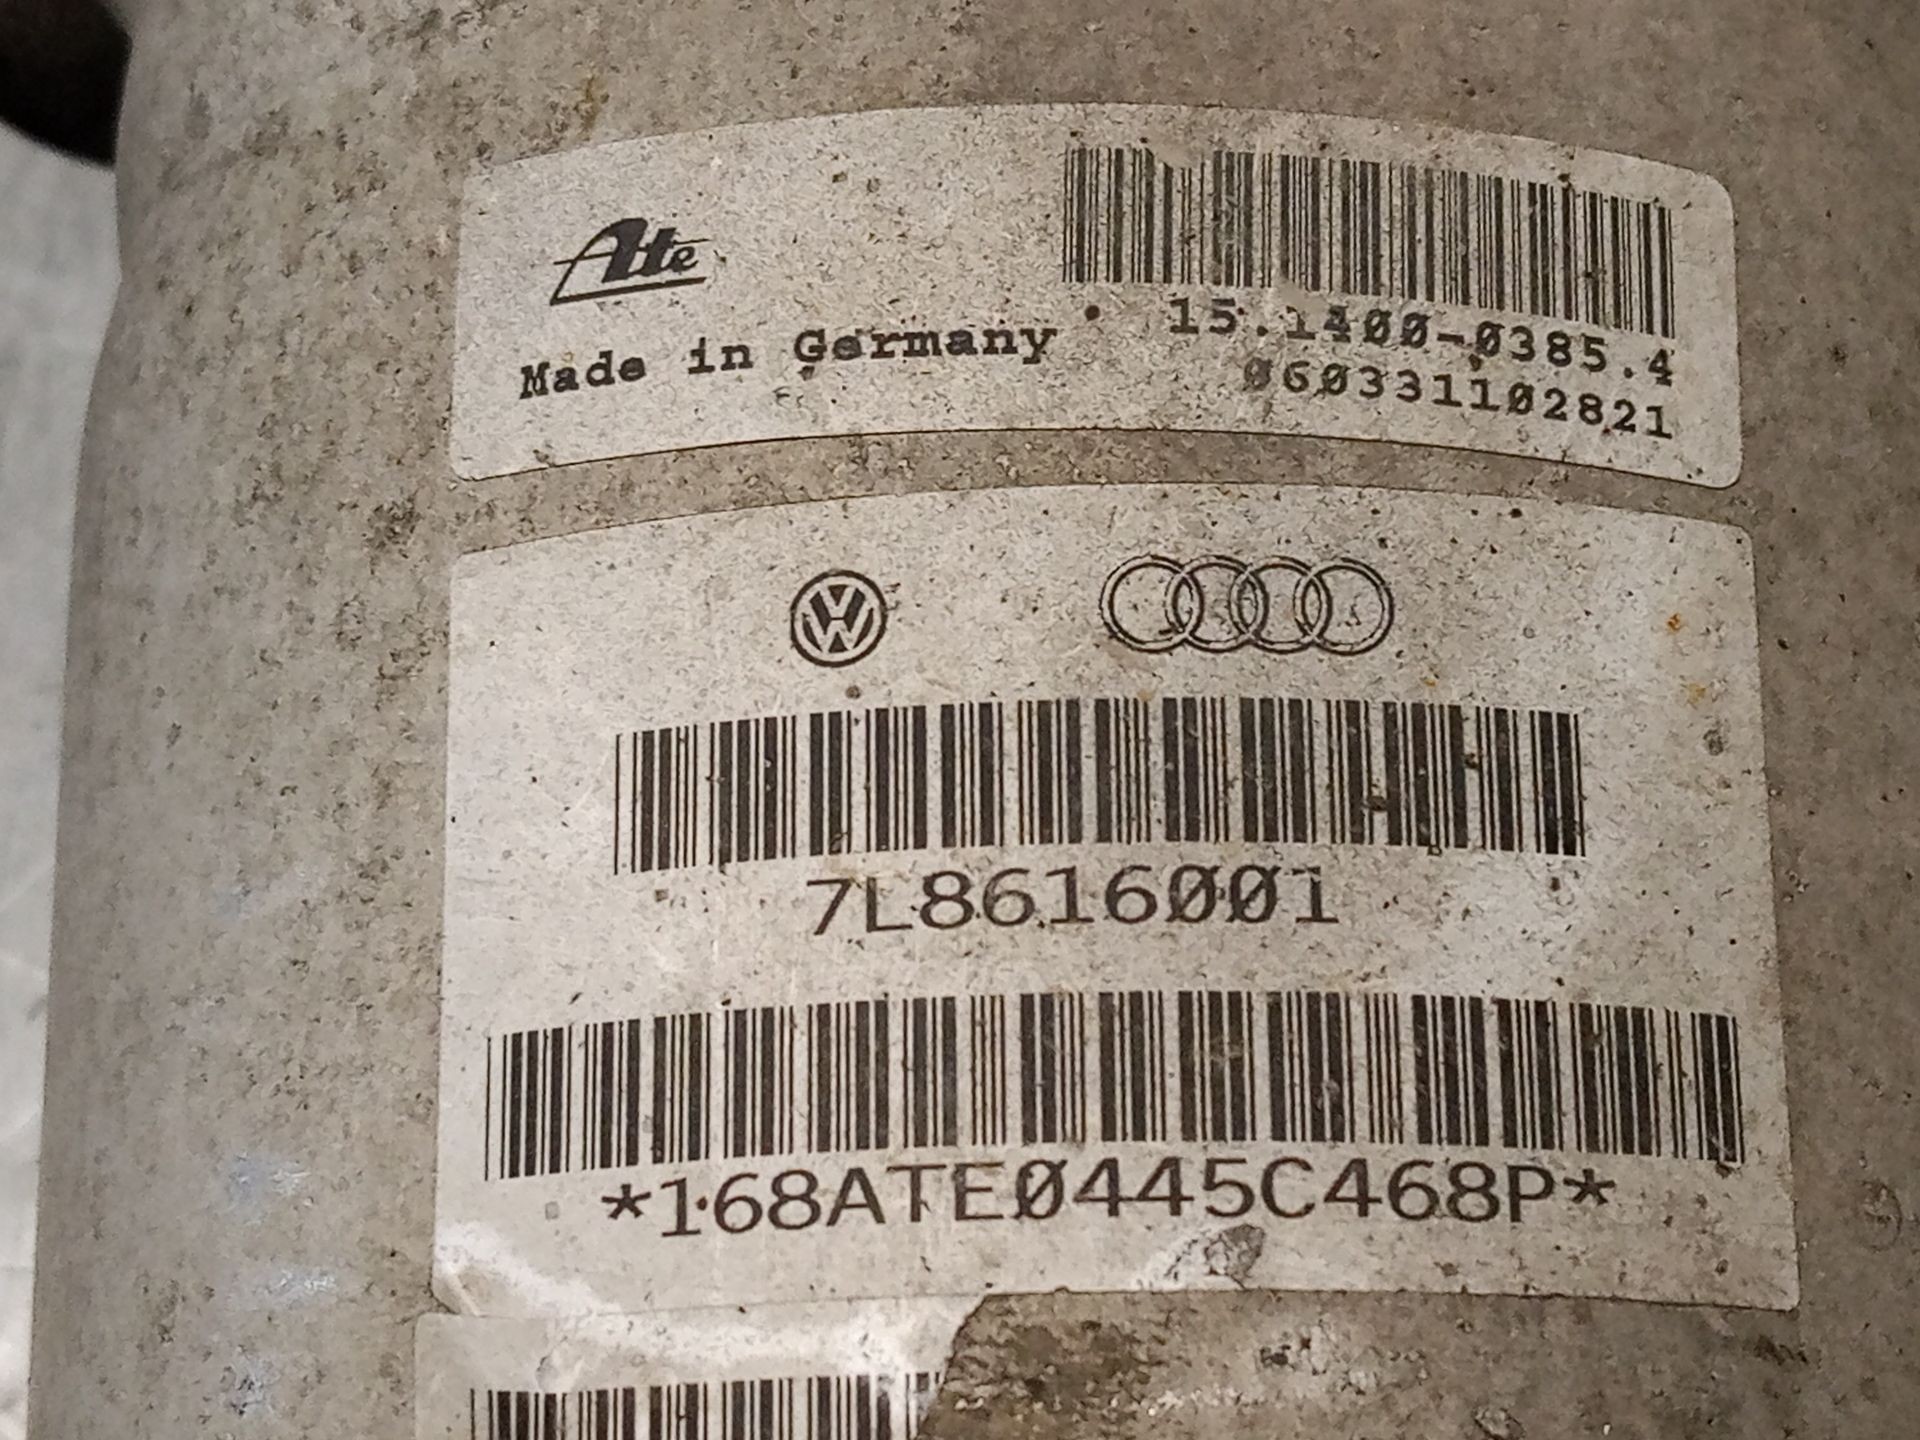 Ate
Made in Germany
15.1400-0385.4
060331102821
7L8616001
*168ATE0445C468P*